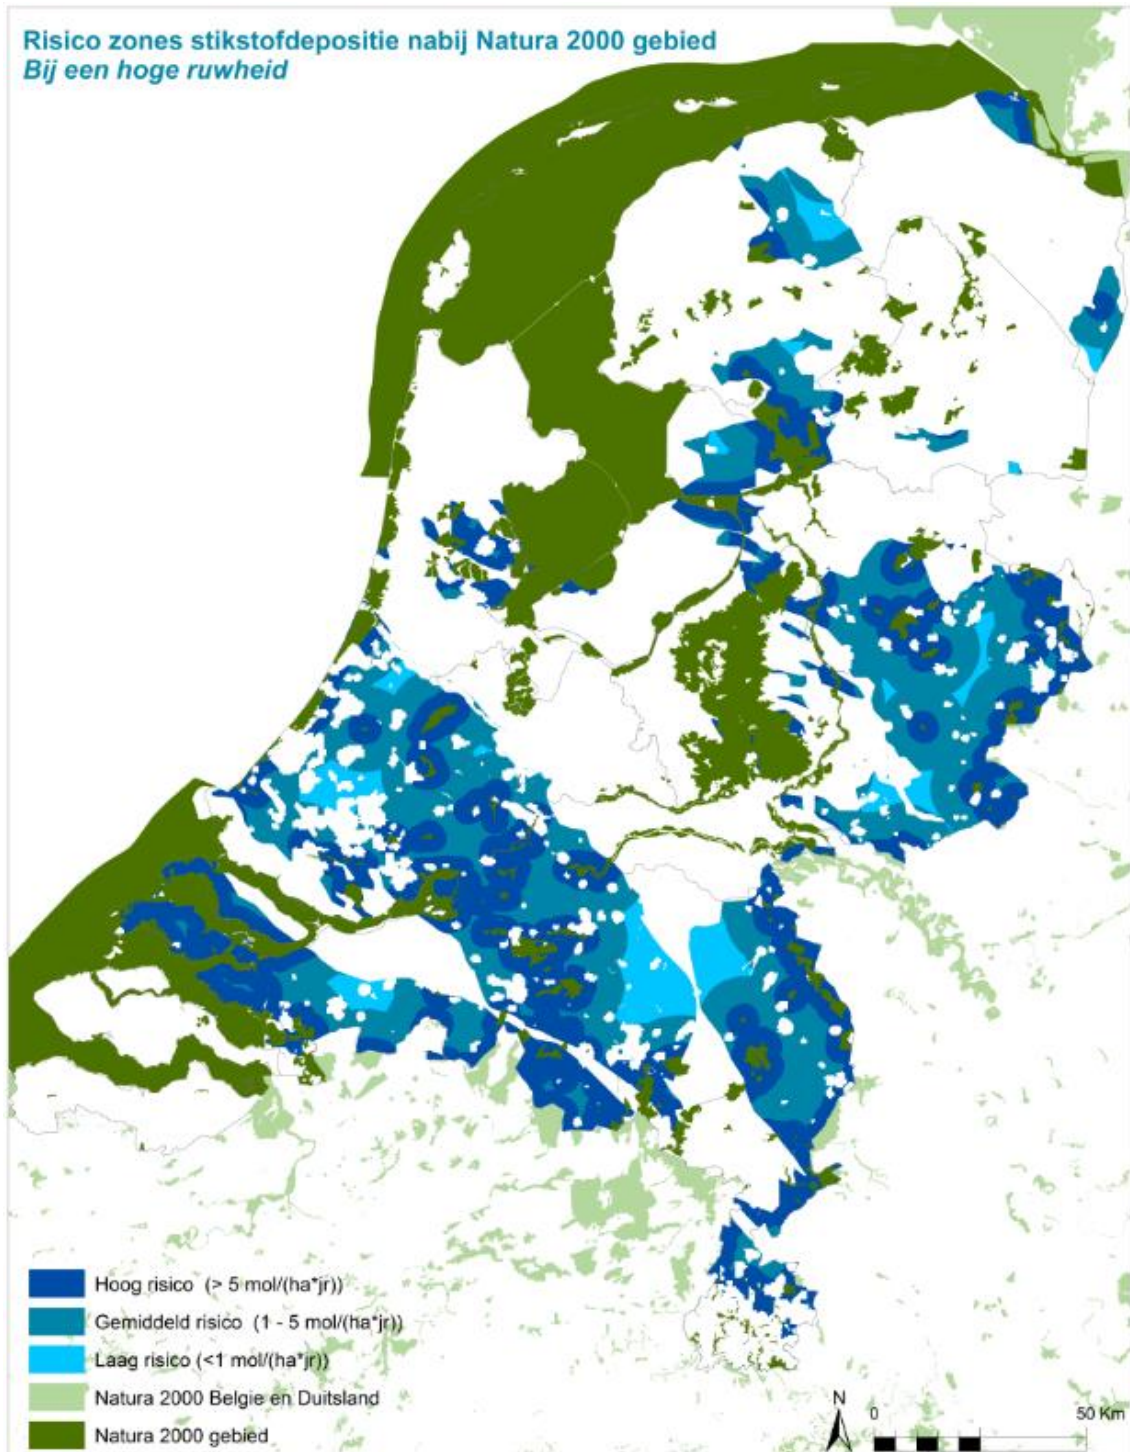 Risico zones stikstofdepositie nabij Natura 2000 gebied
Bij een hoge ruwheid
Hoog risico (> 5 mol/(ha*jr))
Gemiddeld risico (1 - 5 mol/(ha*jr))
Laag risico (<1 mol/(ha*jr))
Natura 2000 Belgie en Duitsland
Natura 2000 gebied
N
0 50 Km